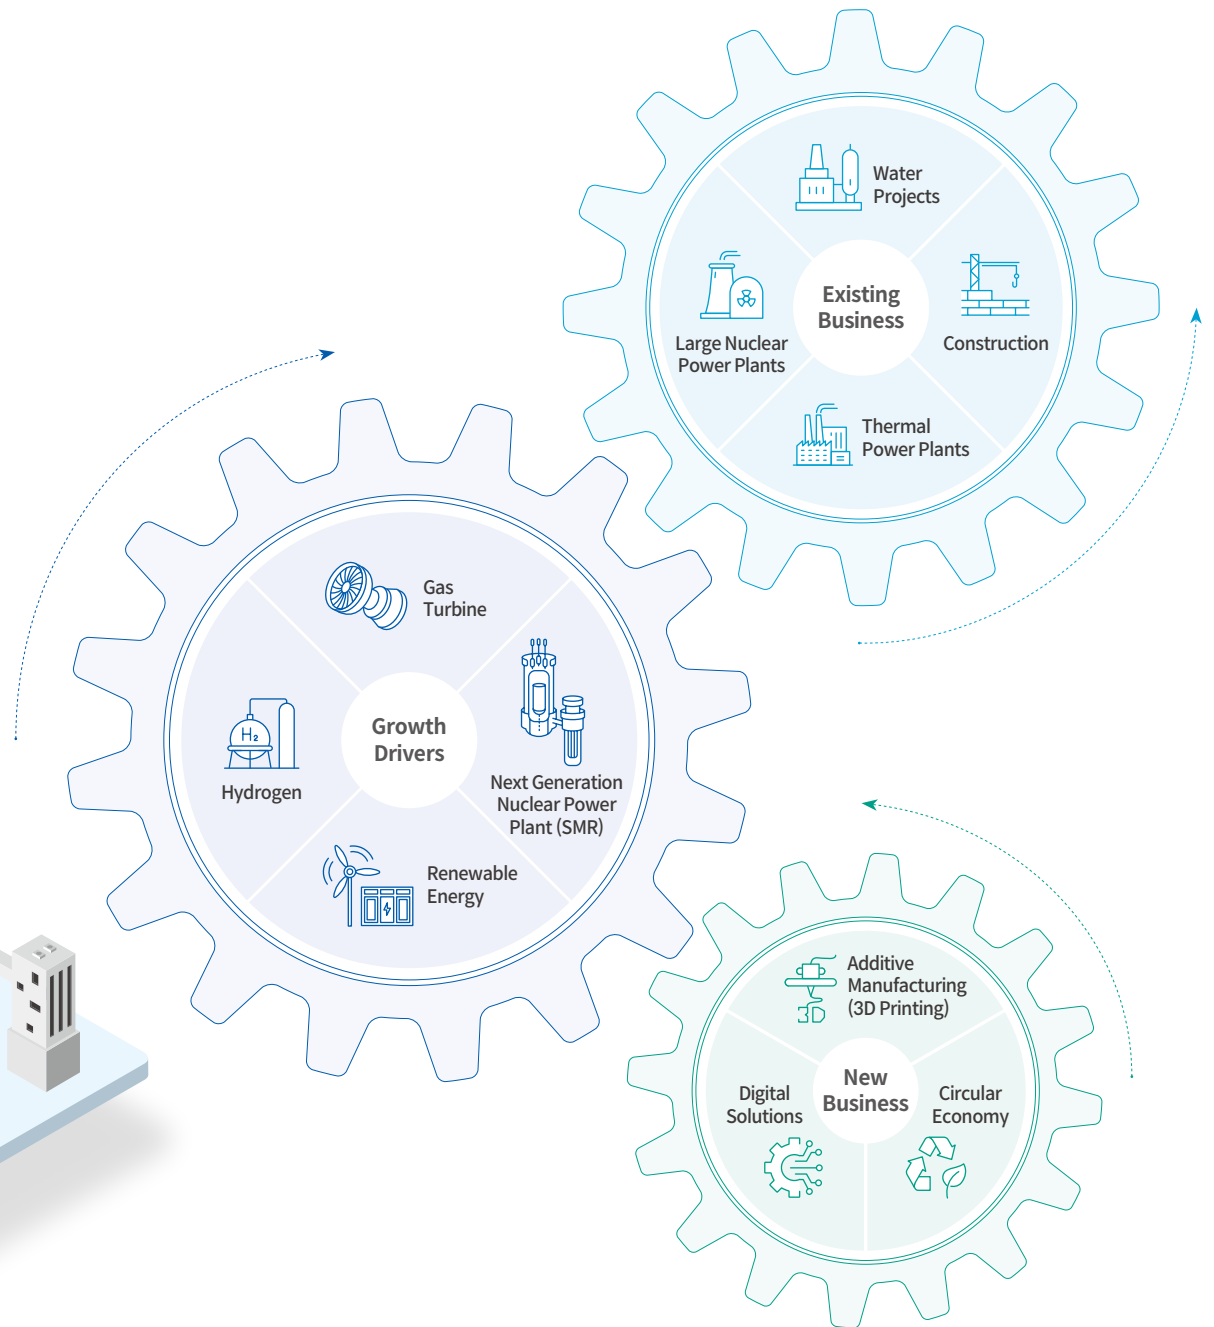 Water
Projects
Existing
Business
Large Nuclear
Power Plants
Construction
Thermal
Power Plants
Gas
Turbine
Growth
Drivers
Hydrogen
H2
Next Generation
Nuclear Power
Plant (SMR)
Renewable
Energy
Additive
Manufacturing
(3D Printing)
3D
New
Business
Digital
Solutions
Circular
Economy